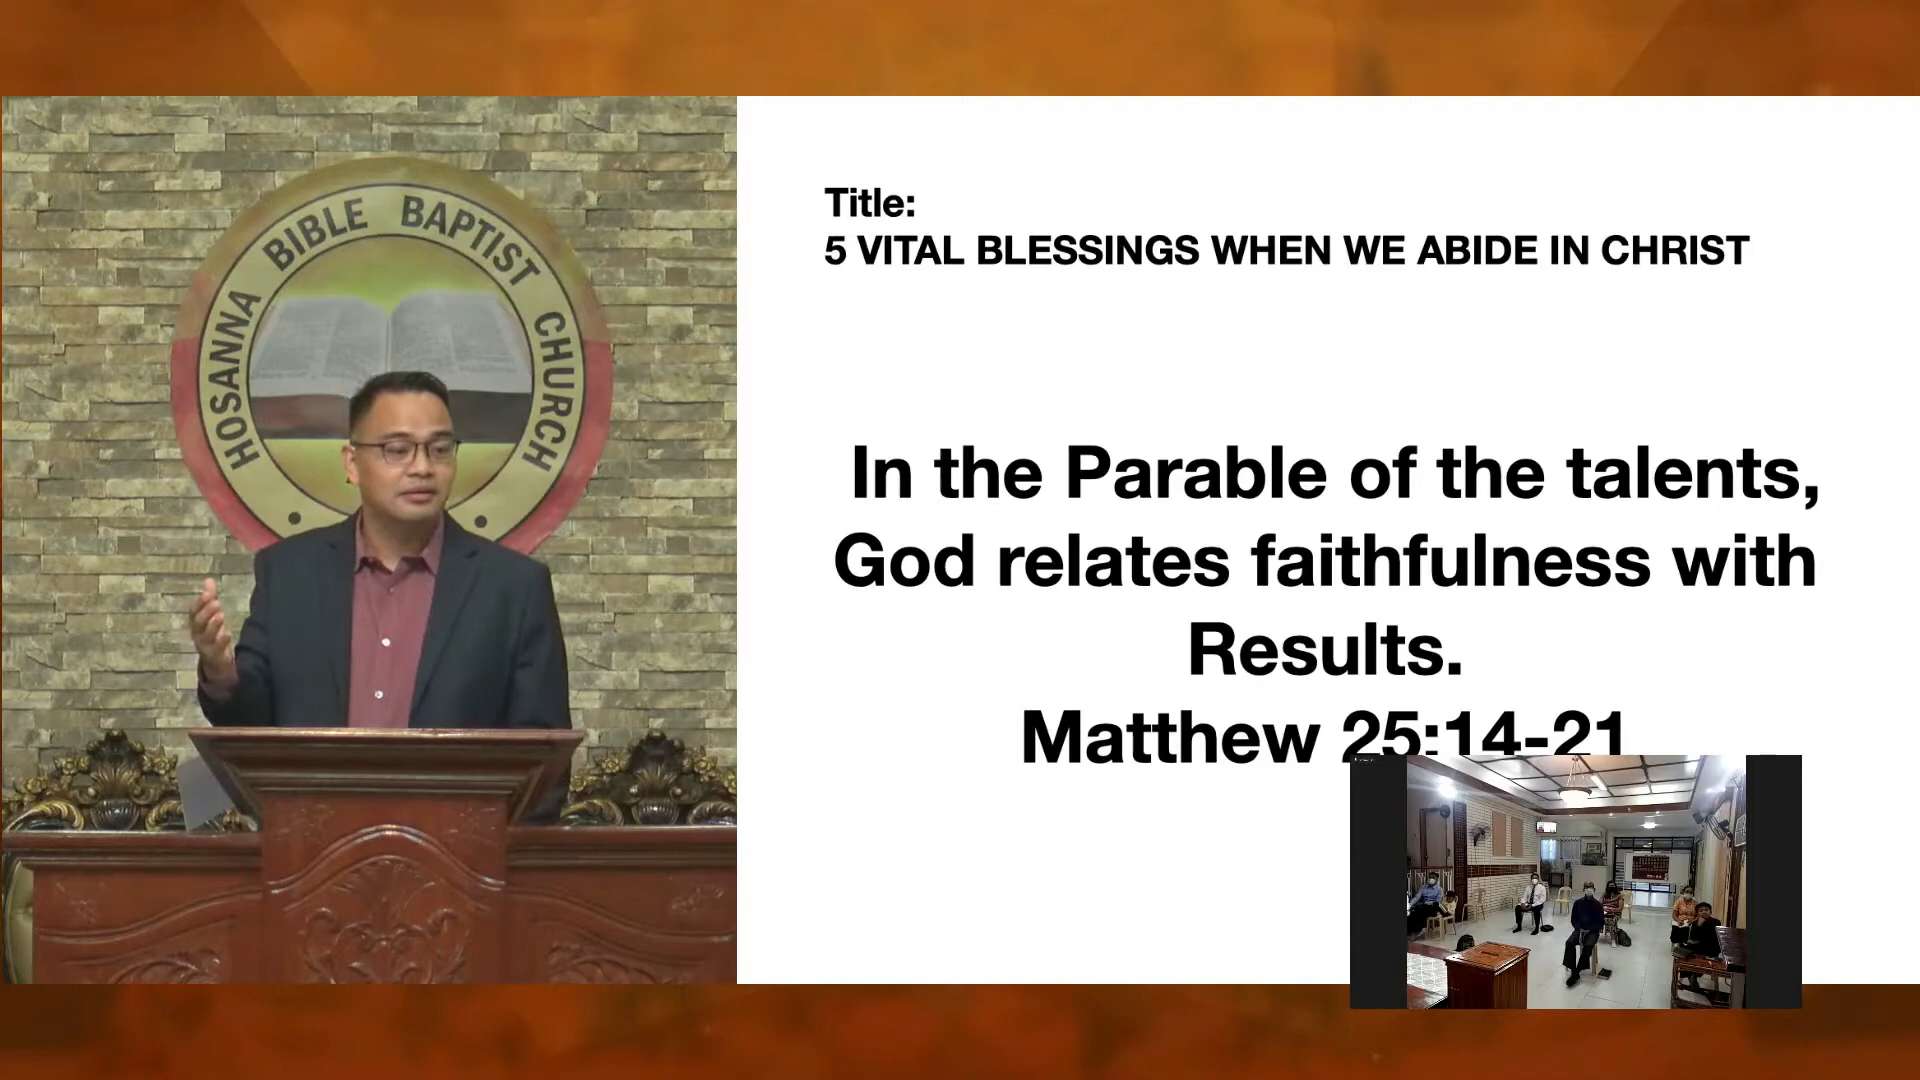 HOSANNA BIBLE BAPTIST CHURCH
Title:
5 VITAL BLESSINGS WHEN WE ABIDE IN CHRIST
In the Parable of the talents,
God relates faithfulness with
Results.
Matthew 25:14-21